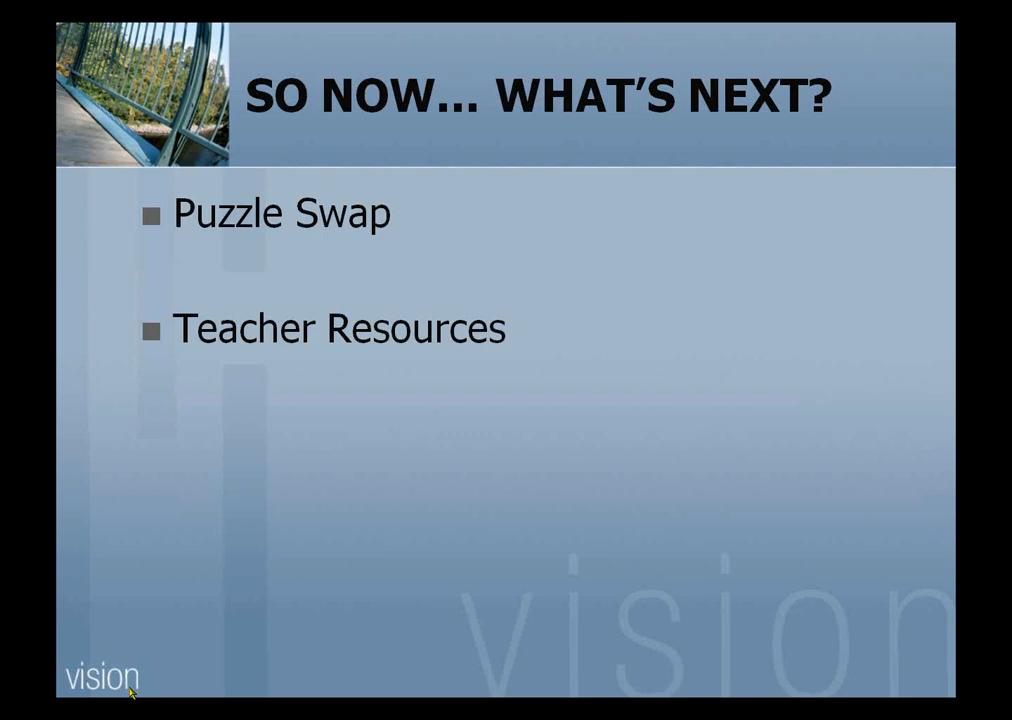 SO NOW... WHAT’S NEXT?
Puzzle Swap
Teacher Resources
vision
vision